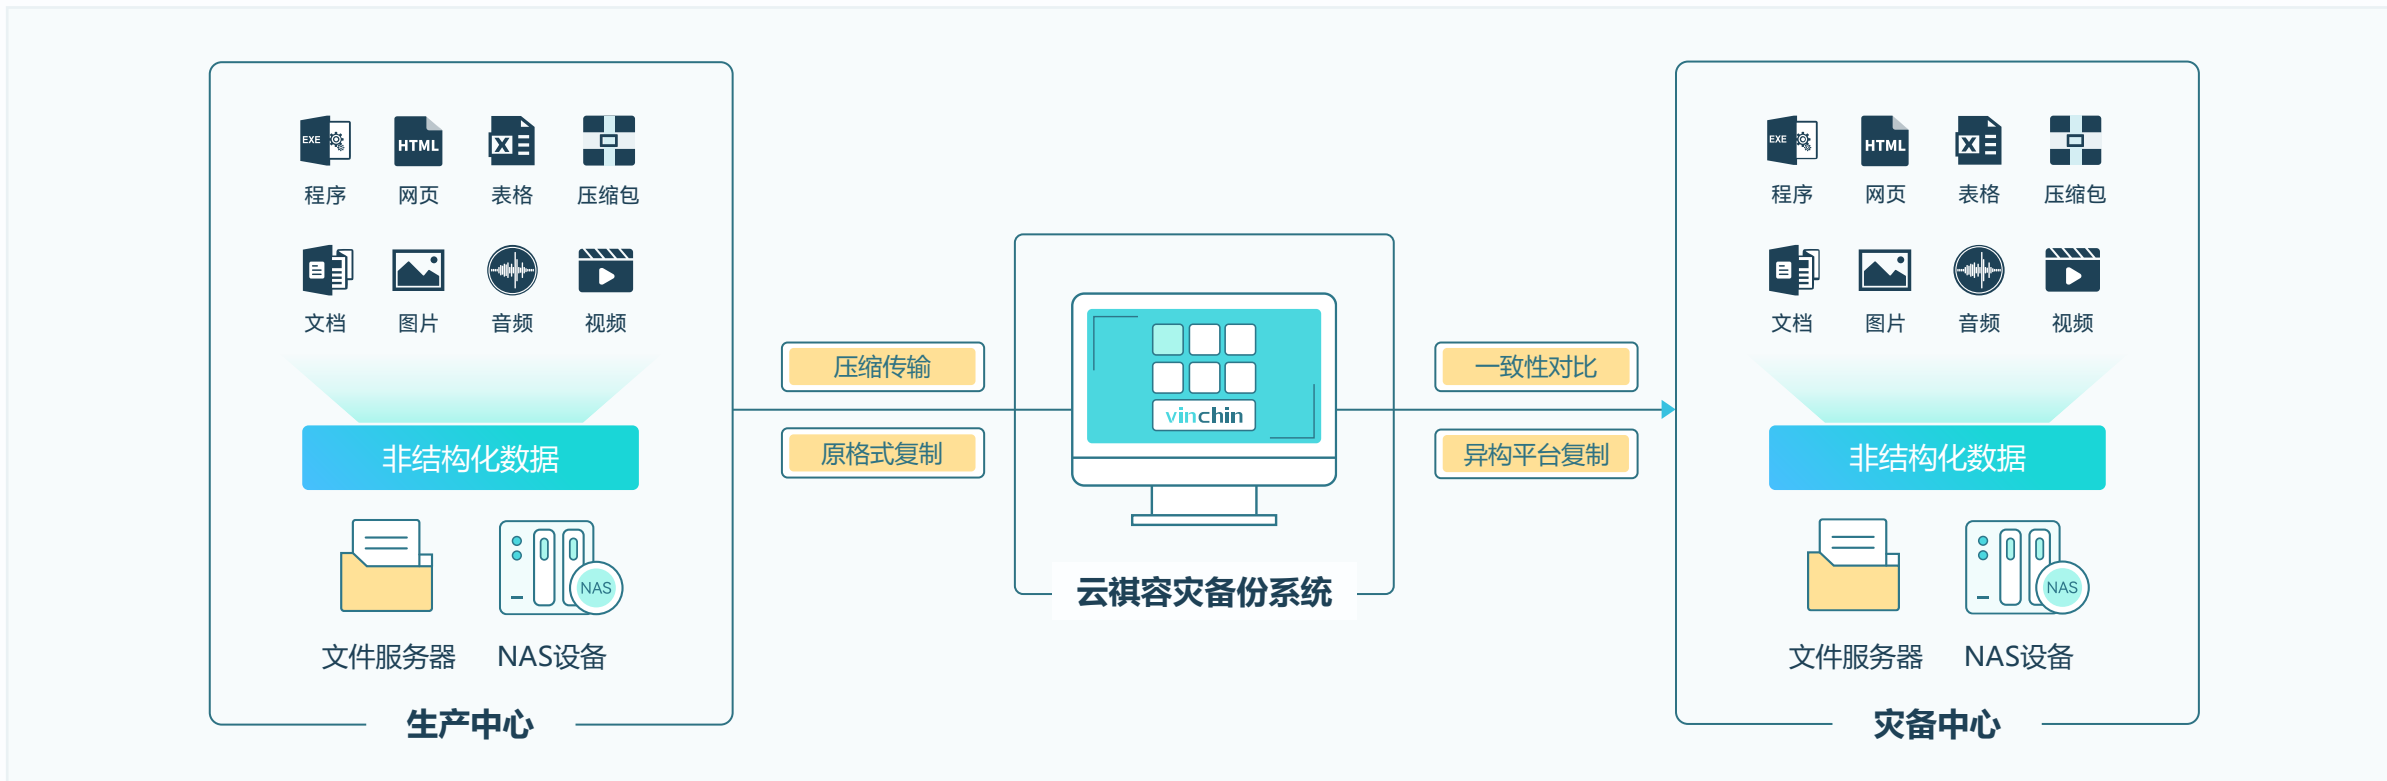 EXE
HTML
X
程序
网页
表格
压缩包
文档
图片
音频
视频
非结构化数据
NAS
文件服务器
NAS设备
生产中心
压缩传输
原格式复制
vinchin
云祺容灾备份系统
一致性对比
异构平台复制
EXE
HTML
X
程序
网页
表格
压缩包
文档
图片
音频
视频
非结构化数据
NAS
文件服务器
NAS设备
灾备中心